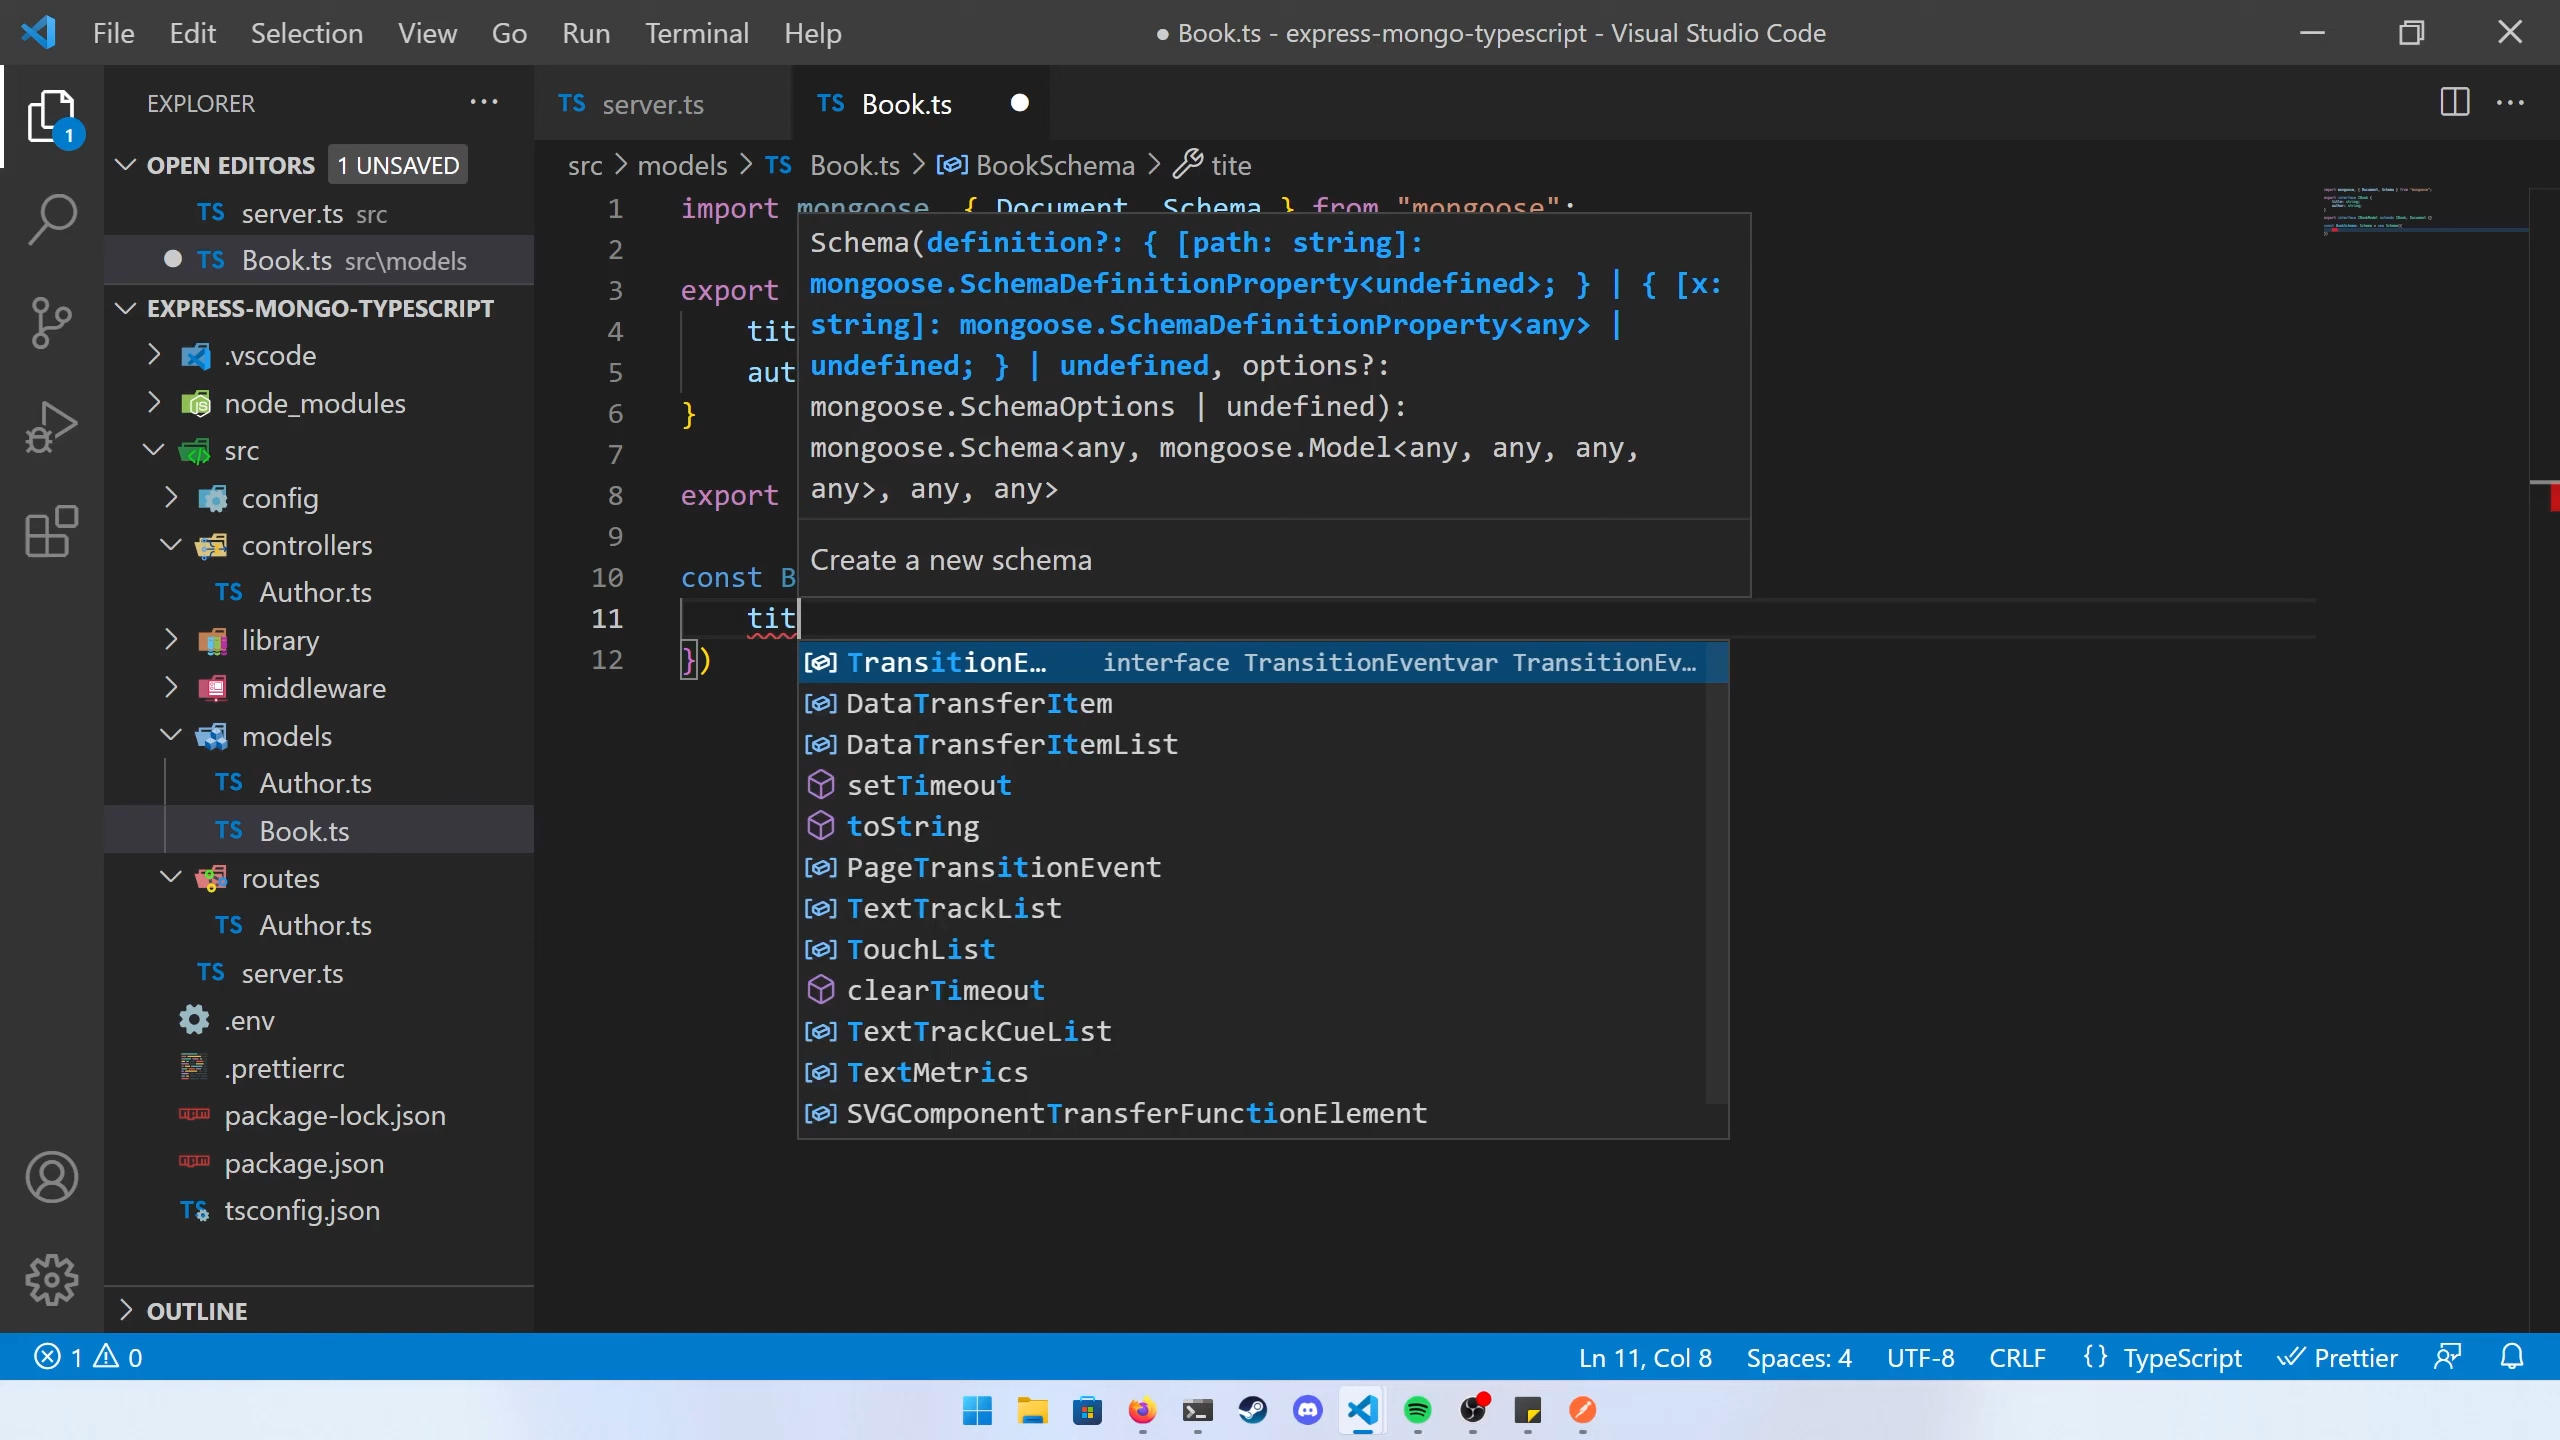 File Edit Selection View Go Run Terminal Help
● Book.ts - express-mongo-typescript - Visual Studio Code
EXPLORER
OPEN EDITORS 1 UNSAVED
TS server.ts src
TS Book.ts src\models
EXPRESS-MONGO-TYPESCRIPT
.vscode
node_modules
src
config
controllers
TS Author.ts
library
middleware
models
TS Author.ts
TS Book.ts
routes
TS Author.ts
TS server.ts
.env
.prettierrc
package-lock.json
package.json
TS tsconfig.json
OUTLINE
1
TS server.ts
TS Book.ts
src > models > TS Book.ts > BookSchema > tite
1 import mongoose, { Document, Schema } from "mongoose";
2
3 export
4 tit
5 aut
6 }
7
8 export
9
10 const B
11 tit
12 })
Schema(definition?: { [path: string]:
mongoose.SchemaDefinitionProperty<undefined>; } | { [x:
string]: mongoose.SchemaDefinitionProperty<any> |
undefined; } | undefined, options?:
mongoose.SchemaOptions | undefined):
mongoose.Schema<any, mongoose.Model<any, any, any,
any>, any, any>
Create a new schema
TransitionE… interface TransitionEventvar TransitionEv…
DataTransferItem
DataTransferItemList
setTimeout
toString
PageTransitionEvent
TextTrackList
TouchList
clearTimeout
TextTrackCueList
TextMetrics
SVGComponentTransferFunctionElement
1 0
Ln 11, Col 8 Spaces: 4 UTF-8 CRLF {} TypeScript Prettier